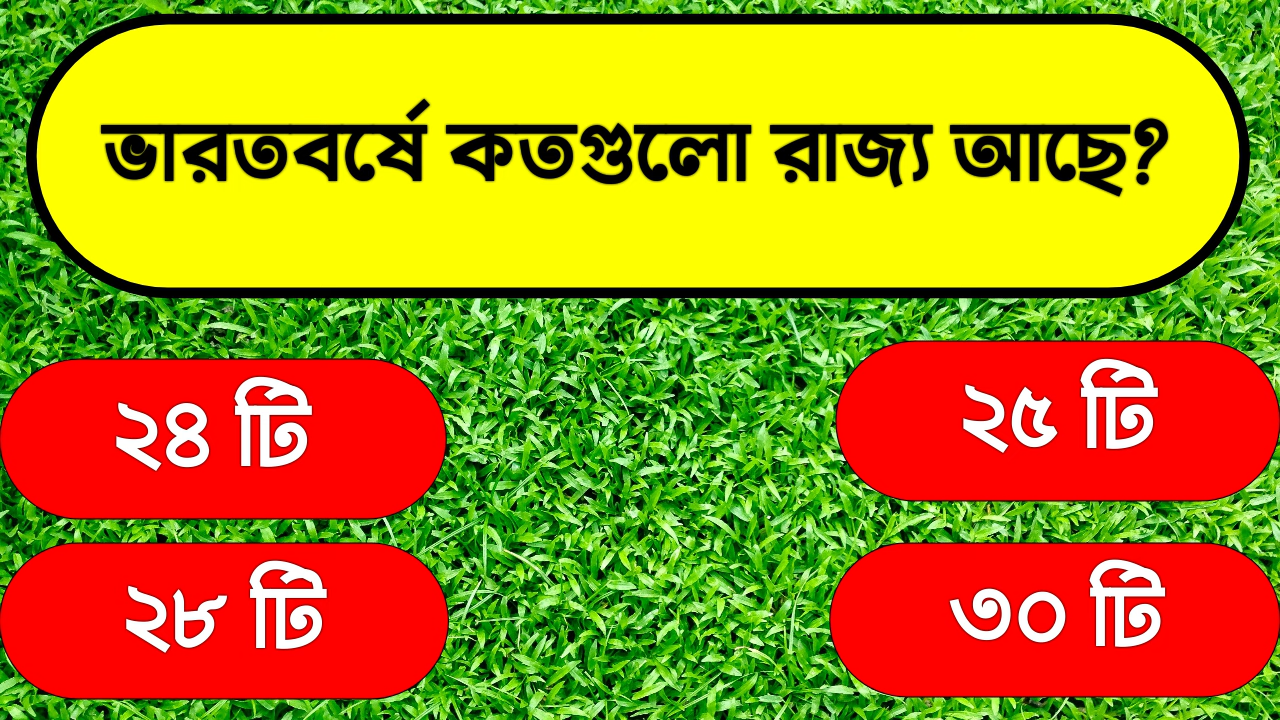 ভারতবর্ষে কতগুলো রাজ্য আছে?
২৪ টি
২৫ টি
২৮ টি
৩০ টি